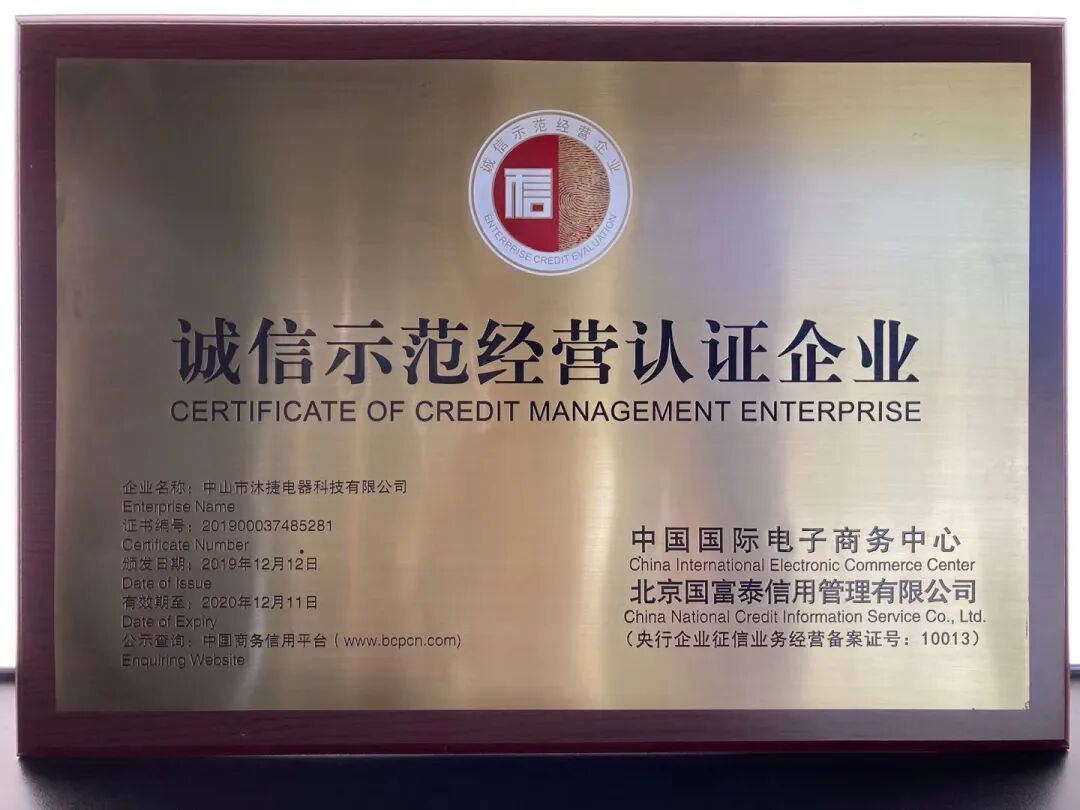 诚信示范经营企业
信
ENTERPRISE CREDIT EVALUATION
诚信示范经营认证企业
CERTIFICATE OF CREDIT MANAGEMENT ENTERPRISE
企业名称：中山市沐捷电器科技有限公司
Enterprise Name
证书编号：201900037485281
Certificate Number
颁发日期：2019年12月12日
Date of Issue
有效期至：2020年12月11日
Date of Expiry
公示查询：中国商务信用平台（www.bcpcn.com)
Enquiring Website
中国国际电子商务中心
China International Electronic Commerce Center
北京国富泰信用管理有限公司
China National Credit Information Service Co., Ltd.
（央行企业征信业务经营备案证号：10013）